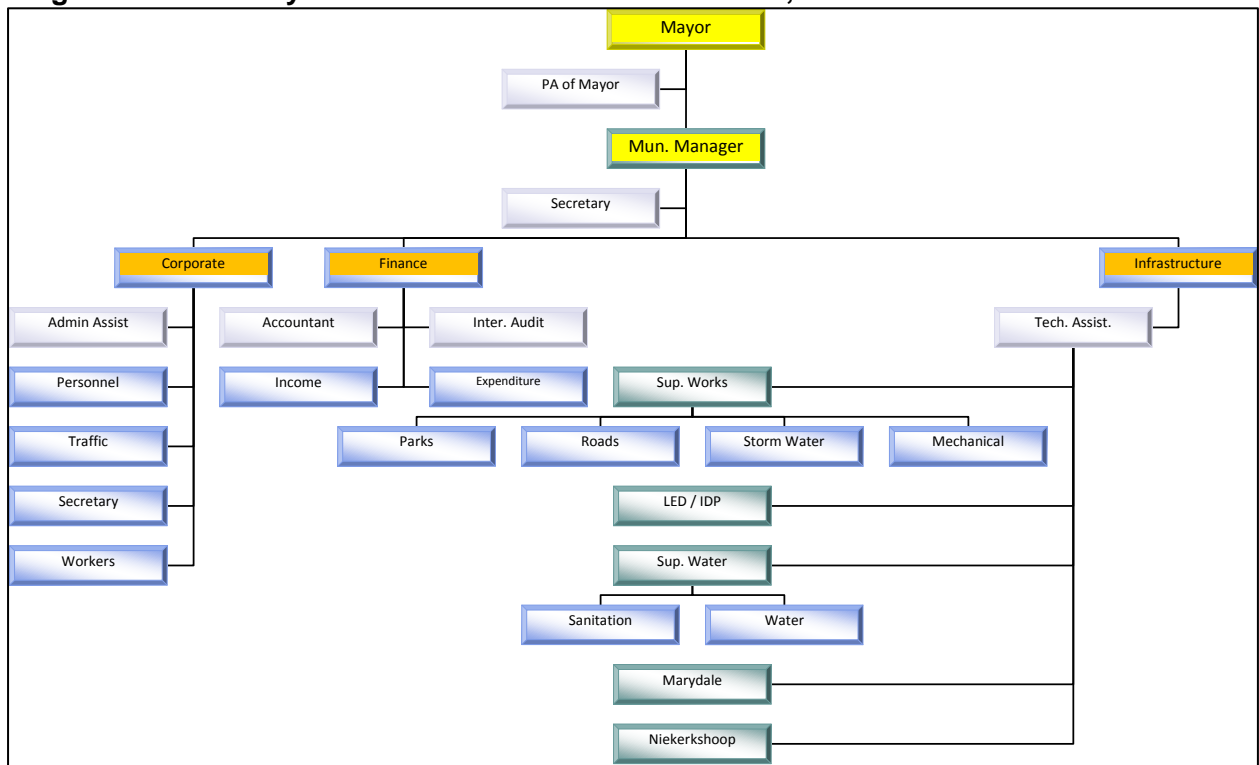 Mayor
PA of Mayor
Mun. Manager
Secretary
Corporate
Finance
Infrastructure
Admin Assist
Accountant
Inter. Audit
Tech. Assist.
Personnel
Income
Expenditure
Sup. Works
Traffic
Parks
Roads
Storm Water
Mechanical
Secretary
LED / IDP
Workers
Sup. Water
Sanitation
Water
Marydale
Niekerkshoop